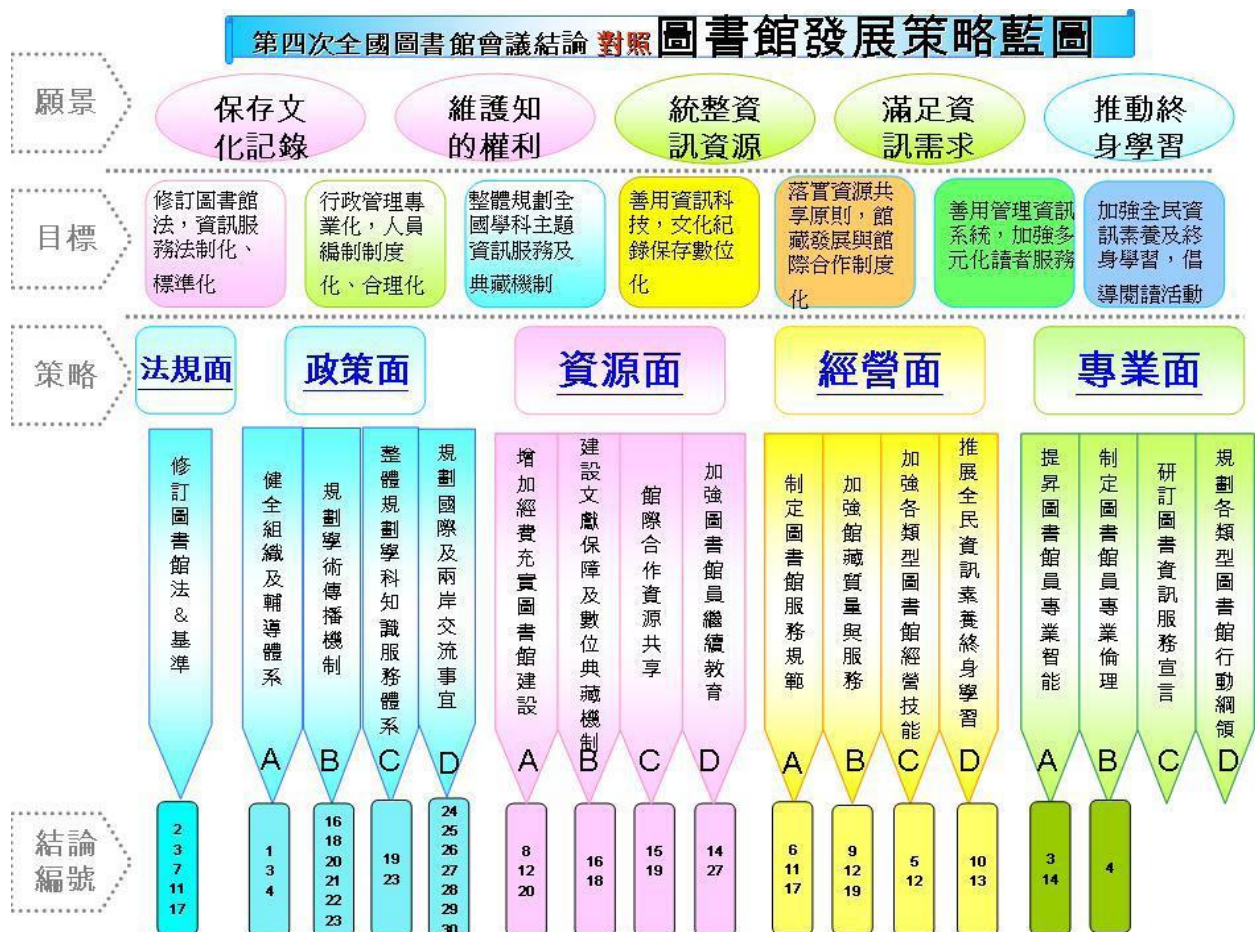 第四次全國圖書館會議結論 對照 圖書館發展策略藍圖
願景
保存文
化記錄
維護知
的權利
統整資
訊資源
滿足資
訊需求
推動終
身學習
目標
修訂圖書館
法，資訊服
務法制化、
標準化
行政管理專
業化，人員
編制制度
化、合理化
整體規劃全
國學科主題
資訊服務及
典藏機制
善用資訊科
技，文化紀
錄保存數位
化
落實資源共
享原則，館
藏發展與館
際合作制度
化
善用管理資訊
系統，加強多
元化讀者服務
加強全民資
訊素養及終
身學習，倡
導閱讀活動
策略
法規面
政策面
資源面
經營面
專業面
修訂圖書館法&基準
健全組織及輔導體系
A
規劃學術傳播機制
B
整體規劃學科知識服務體系
C
規劃國際及兩岸交流事宜
D
增加經費充實圖書館建設
A
建設文獻保障及數位典藏機制
B
館際合作資源共享
C
加強圖書館員繼續教育
D
制定圖書館服務規範
A
加強館藏質量與服務
B
加強各類型圖書館經營技能
C
推展全民資訊素養終身學習
D
提昇圖書館員專業智能
A
制定圖書館員專業倫理
B
研訂圖書資訊服務宣言
C
規劃各類型圖書館行動綱領
D
結論
編號
2
3
7
11
17
1
3
4
16
18
20
21
22
23
19
23
24
25
26
27
28
29
30
8
12
20
16
18
15
19
14
27
6
11
17
9
12
19
5
12
10
13
3
14
4